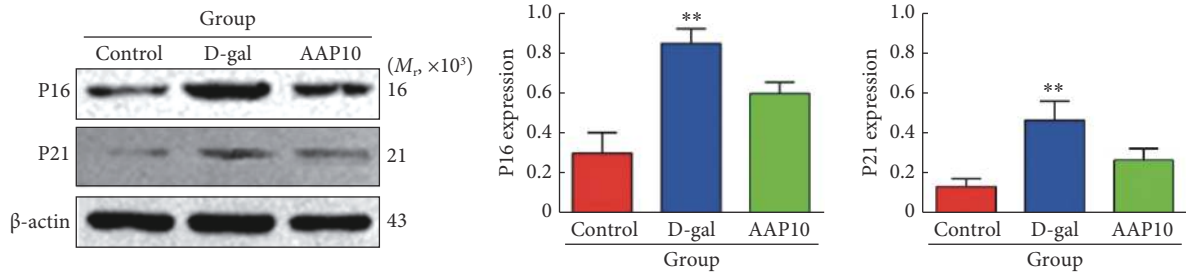 Group
Control D-gal AAP10
(Mr, ×10³)
P16 16
P21 21
β-actin 43
P16 expression
1.0
0.8
0.6
0.4
0.2
0
**
Control D-gal AAP10
Group
P21 expression
1.0
0.8
0.6
0.4
0.2
0
**
Control D-gal AAP10
Group